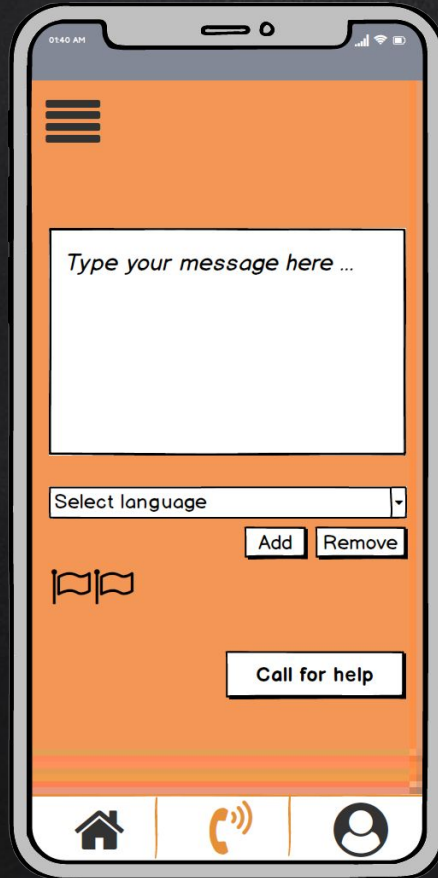 01:40 AM
Type your message here ...
Select language
Add Remove
Call for help